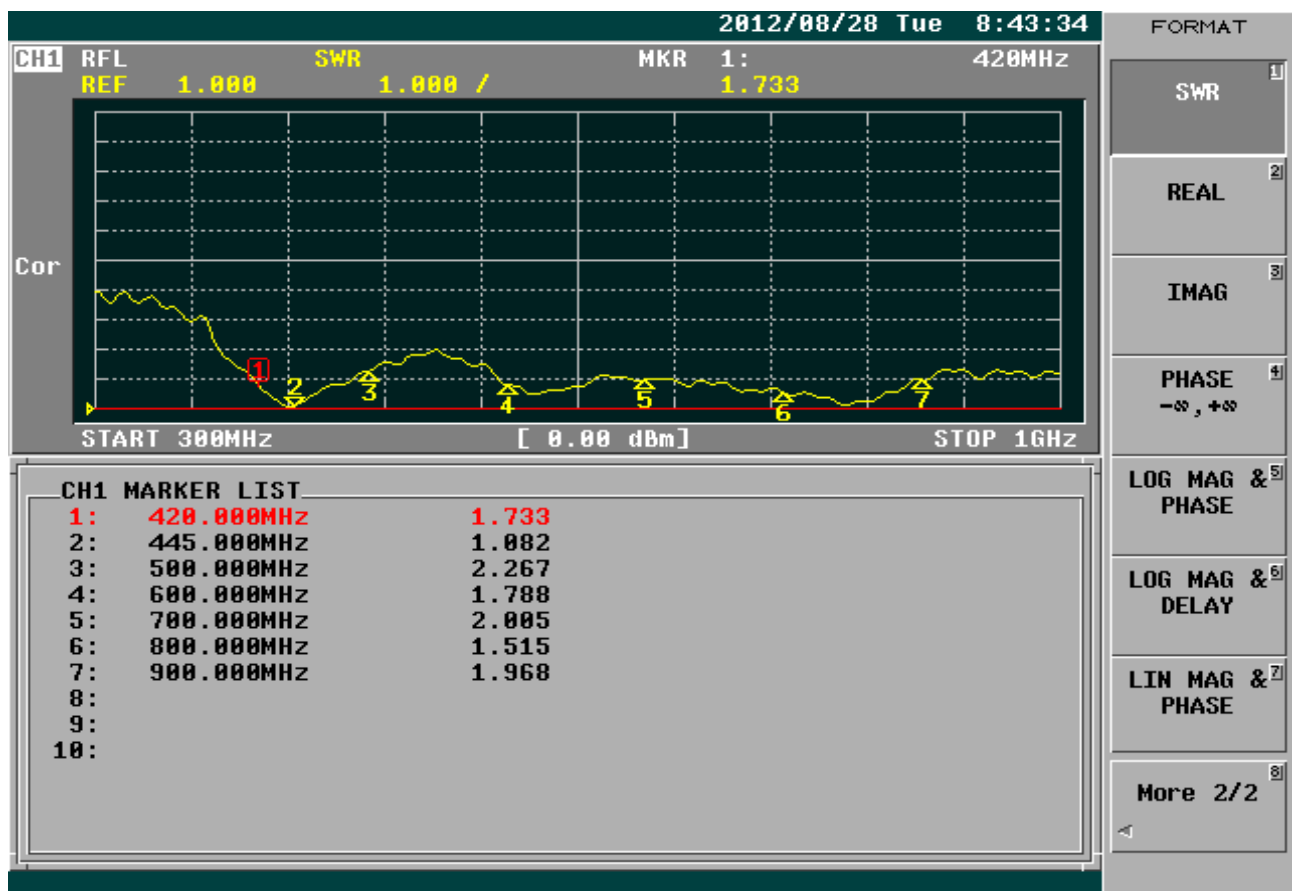 2012/08/28 Tue 8:43:34
CH1 RFL SWR MKR 1: 420MHz
REF 1.000 1.000 / 1.733
Cor
1
2
3
4
5
6
7
START 300MHz [ 0.00 dBm] STOP 1GHz
CH1 MARKER LIST
1: 420.000MHz 1.733
2: 445.000MHz 1.082
3: 500.000MHz 2.267
4: 600.000MHz 1.788
5: 700.000MHz 2.005
6: 800.000MHz 1.515
7: 900.000MHz 1.968
8:
9:
10:
FORMAT
SWR 1
REAL 2
IMAG 3
PHASE 4
-∞,+∞
LOG MAG & 5
PHASE
LOG MAG & 6
DELAY
LIN MAG & 7
PHASE
More 2/2 8